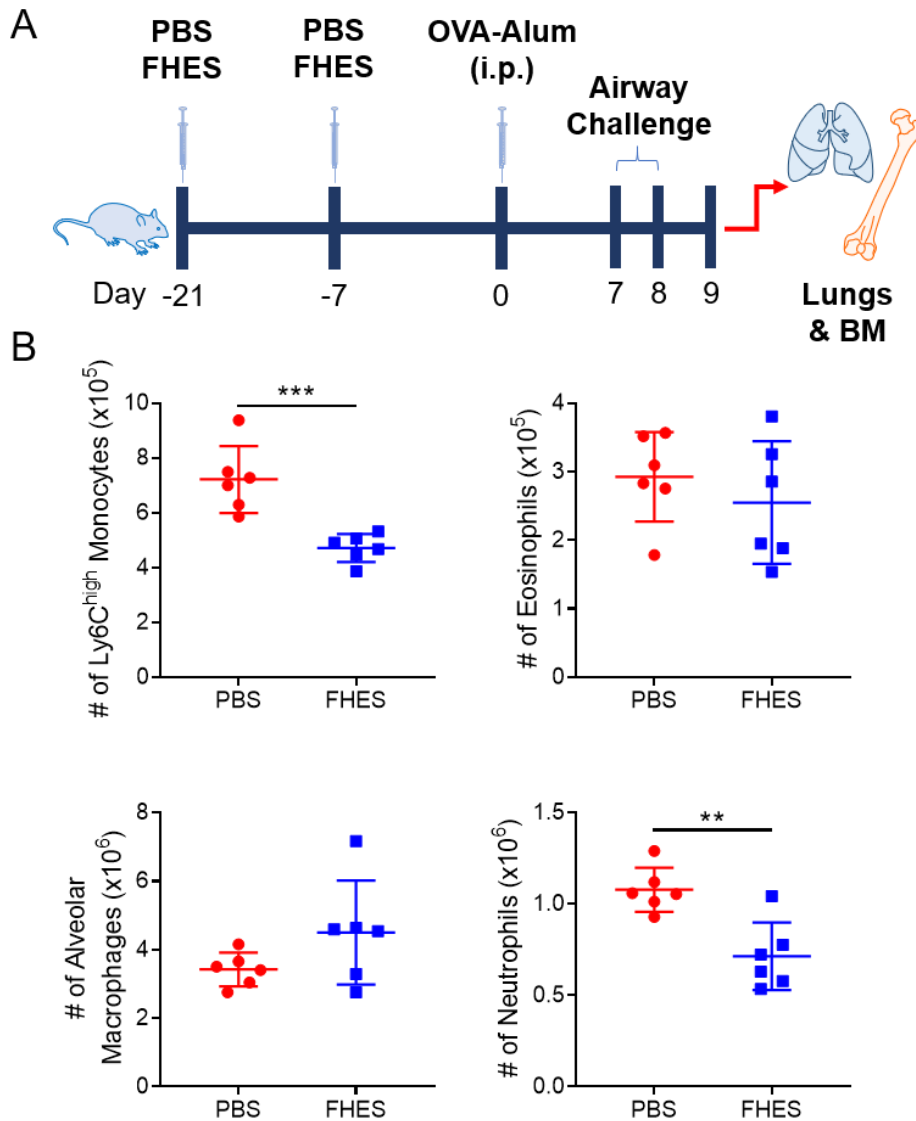 A
PBS
FHES
PBS
FHES
OVA-Alum
(i.p.)
Airway
Challenge
Day -21 -7 0 7 8 9
Lungs
& BM
B
# of Ly6C^high Monocytes (x10^5)
10
8
6
4
2
0
***
PBS FHES
# of Eosinophils (x10^5)
4
3
2
1
0
PBS FHES
# of Alveolar
Macrophages (x10^6)
8
6
4
2
0
PBS FHES
# of Neutrophils (x10^6)
1.5
1.0
0.5
0.0
**
PBS FHES